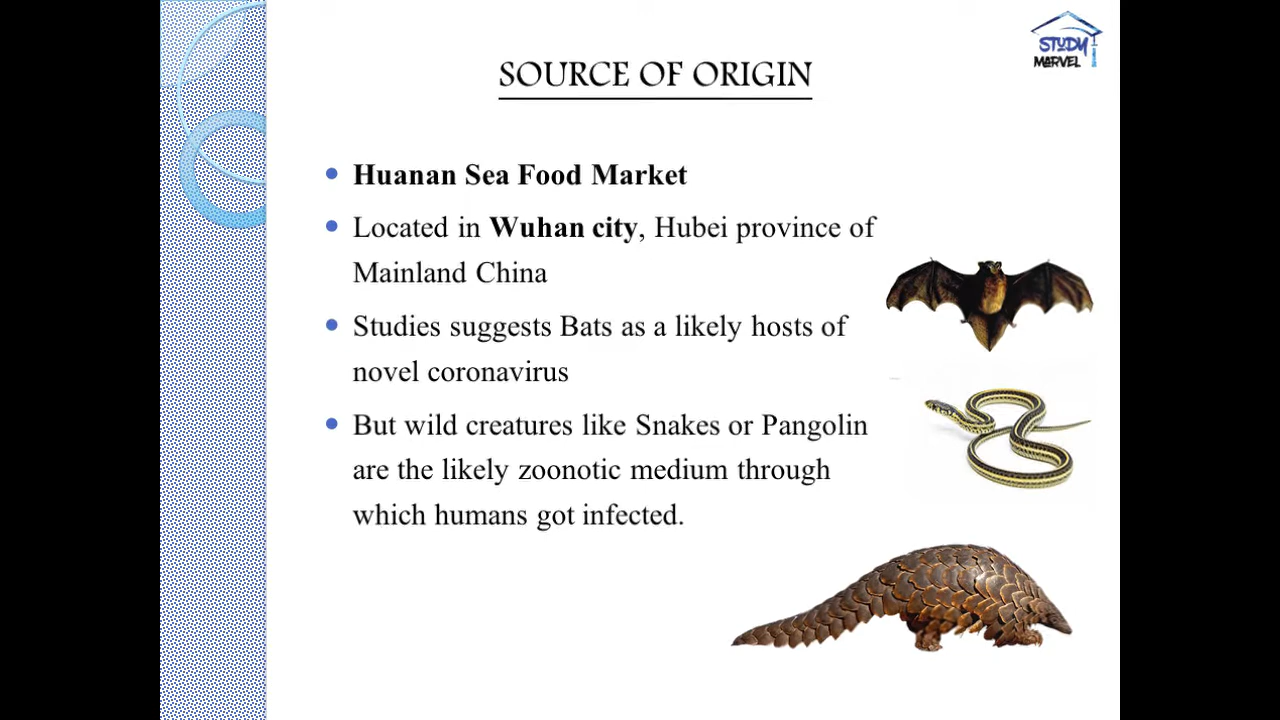 STUDY
MARVEL
SOURCE OF ORIGIN
Huanan Sea Food Market
Located in Wuhan city, Hubei province of
Mainland China
Studies suggests Bats as a likely hosts of
novel coronavirus
But wild creatures like Snakes or Pangolin
are the likely zoonotic medium through
which humans got infected.